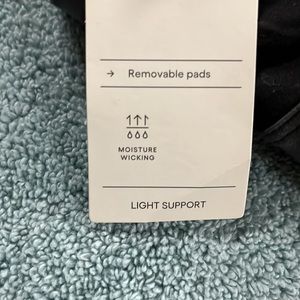 → Removable pads
MOISTURE
WICKING
LIGHT SUPPORT